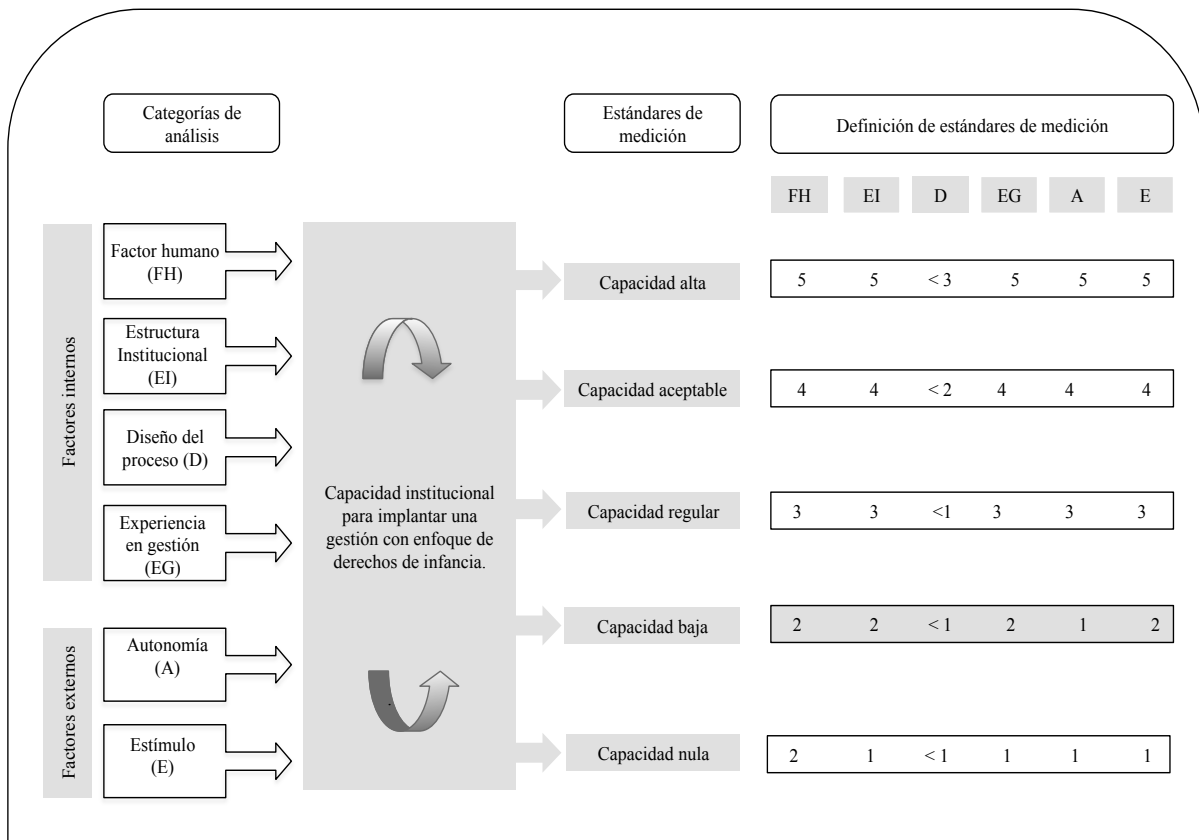 Categorías de
análisis
Estándares de
medición
Definición de estándares de medición
FH EI D EG A E
Factores internos
Factor humano
(FH)
Estructura
Institucional
(EI)
Diseño del
proceso (D)
Experiencia
en gestión
(EG)
Factores externos
Autonomía
(A)
Estímulo
(E)
Capacidad institucional
para implantar una
gestión con enfoque de
derechos de infancia.
Capacidad alta
5 5 < 3 5 5 5
Capacidad aceptable
4 4 < 2 4 4 4
Capacidad regular
3 3 <1 3 3 3
Capacidad baja
2 2 < 1 2 1 2
Capacidad nula
2 1 < 1 1 1 1